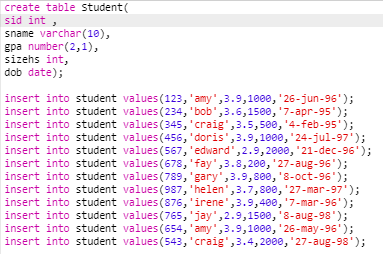 create table Student(
sid int ,
sname varchar(10),
gpa number(2,1),
sizehs int,
dob date);
insert into student values(123,'amy',3.9,1000,'26-jun-96');
insert into student values(234,'bob',3.6,1500,'7-apr-95');
insert into student values(345,'craig',3.5,500,'4-feb-95');
insert into student values(456,'doris',3.9,1000,'24-jul-97');
insert into student values(567,'edward',2.9,2000,'21-dec-96');
insert into student values(678,'fay',3.8,200,'27-aug-96');
insert into student values(789,'gary',3.9,800,'8-oct-96');
insert into student values(987,'helen',3.7,800,'27-mar-97');
insert into student values(876,'irene',3.9,400,'7-mar-96');
insert into student values(765,'jay',2.9,1500,'8-aug-98');
insert into student values(654,'amy',3.9,1000,'26-may-96');
insert into student values(543,'craig',3.4,2000,'27-aug-98');